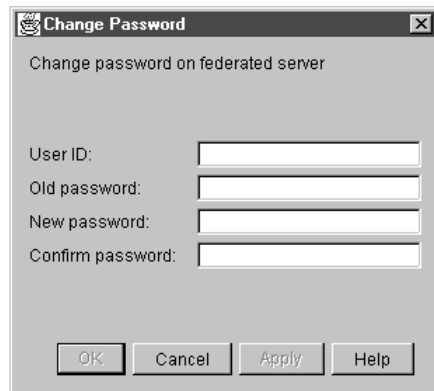 Change Password
Change password on federated server
User ID:
Old password:
New password:
Confirm password:
OK Cancel Apply Help